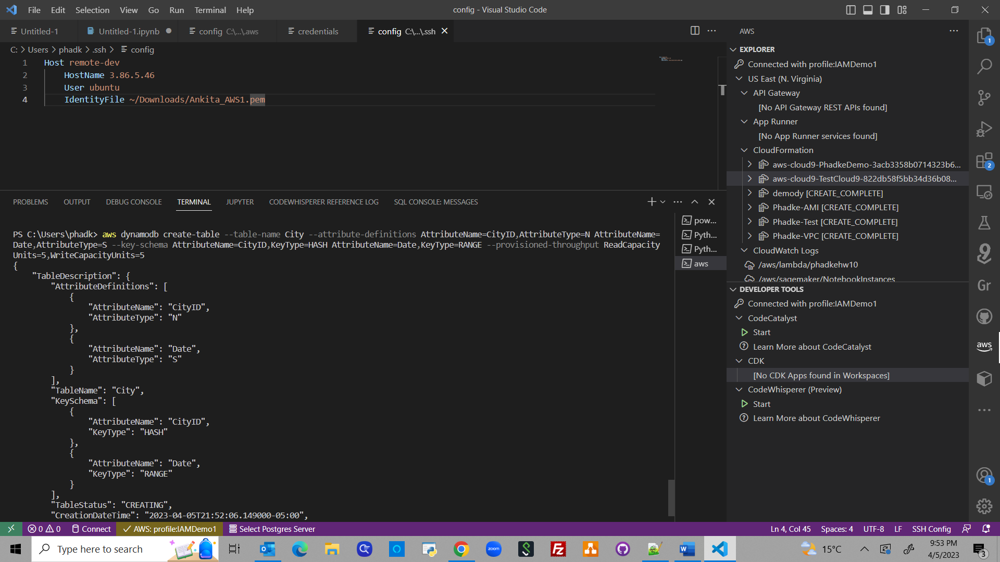 File Edit Selection View Go Run Terminal Help
config - Visual Studio Code
Untitled-1
Untitled-1.ipynb
config C:\...\.aws
credentials
config C:\...\.ssh
C: > Users > phadk > .ssh > config
1 Host remote-dev
2 HostName 3.86.5.46
3 User ubuntu
4 IdentityFile ~/Downloads/Ankita_AWS1.pem
PROBLEMS OUTPUT DEBUG CONSOLE TERMINAL JUPYTER CODEWHISPERER REFERENCE LOG SQL CONSOLE: MESSAGES
PS C:\Users\phadk> aws dynamodb create-table --table-name City --attribute-definitions AttributeName=CityID,AttributeType=N AttributeName=
Date,AttributeType=S --key-schema AttributeName=CityID,KeyType=HASH AttributeName=Date,KeyType=RANGE --provisioned-throughput ReadCapacity
Units=5,WriteCapacityUnits=5
{
"TableDescription": {
"AttributeDefinitions": [
{
"AttributeName": "CityID",
"AttributeType": "N"
},
{
"AttributeName": "Date",
"AttributeType": "S"
}
],
"TableName": "City",
"KeySchema": [
{
"AttributeName": "CityID",
"KeyType": "HASH"
},
{
"AttributeName": "Date",
"KeyType": "RANGE"
}
],
"TableStatus": "CREATING",
"CreationDateTime": "2023-04-05T21:52:06.149000-05:00",
pow...
Pyth...
Pyth...
aws
AWS
EXPLORER
Connected with profile:IAMDemo1
US East (N. Virginia)
API Gateway
[No API Gateway REST APIs found]
App Runner
[No App Runner services found]
CloudFormation
aws-cloud9-PhadkeDemo-3acb3358b0714323b6...
aws-cloud9-TestCloud9-822db58f5bb34d36b08...
demody [CREATE_COMPLETE]
Phadke-AMI [CREATE_COMPLETE]
Phadke-Test [CREATE_COMPLETE]
Phadke-VPC [CREATE_COMPLETE]
CloudWatch Logs
/aws/lambda/phadkehw10
/aws/sagemaker/NotebookInstances
DEVELOPER TOOLS
Connected with profile:IAMDemo1
CodeCatalyst
Start
Learn More about CodeCatalyst
CDK
[No CDK Apps found in Workspaces]
CodeWhisperer (Preview)
Start
Learn More about CodeWhisperer
1
2
Gr
aws
1
0 0 Connect AWS: profile:IAMDemo1 Select Postgres Server
Ln 4, Col 45 Spaces: 4 UTF-8 LF SSH Config
Type here to search
zoom
15°C
9:53 PM
4/5/2023
3